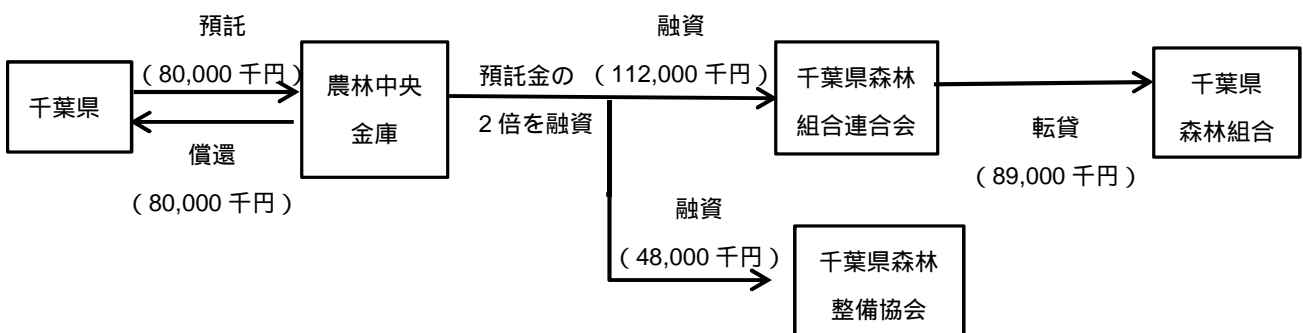 預託
(80,000 千円)
千葉県
償還
(80,000 千円)
農林中央
金庫
預託金の
2 倍を融資
融資
(112,000 千円)
千葉県森林
組合連合会
転貸
(89,000 千円)
千葉県
森林組合
融資
(48,000 千円)
千葉県森林
整備協会